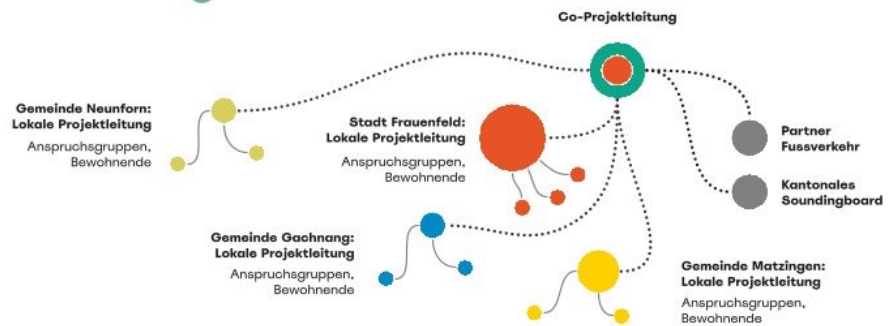 Co-Projektleitung
Gemeinde Neunforn:
Lokale Projektleitung
Anspruchsgruppen,
Bewohnende
Stadt Frauenfeld:
Lokale Projektleitung
Anspruchsgruppen,
Bewohnende
Partner
Fussverkehr
Kantonales
Soundingboard
Gemeinde Gachnang:
Lokale Projektleitung
Anspruchsgruppen,
Bewohnende
Gemeinde Matzingen:
Lokale Projektleitung
Anspruchsgruppen,
Bewohnende